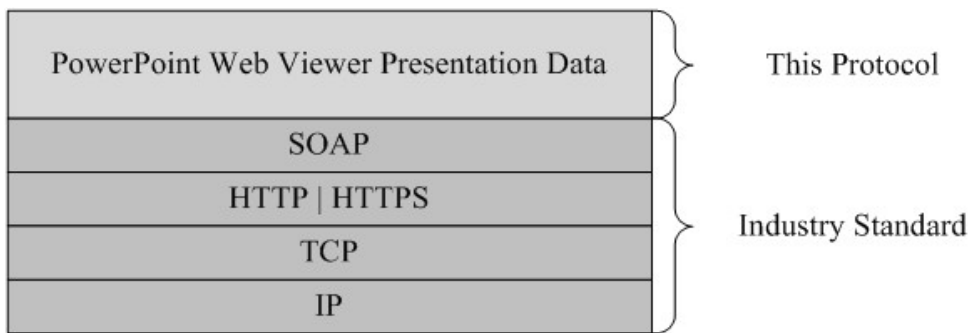 PowerPoint Web Viewer Presentation Data
This Protocol
SOAP
HTTP | HTTPS
TCP
IP
Industry Standard